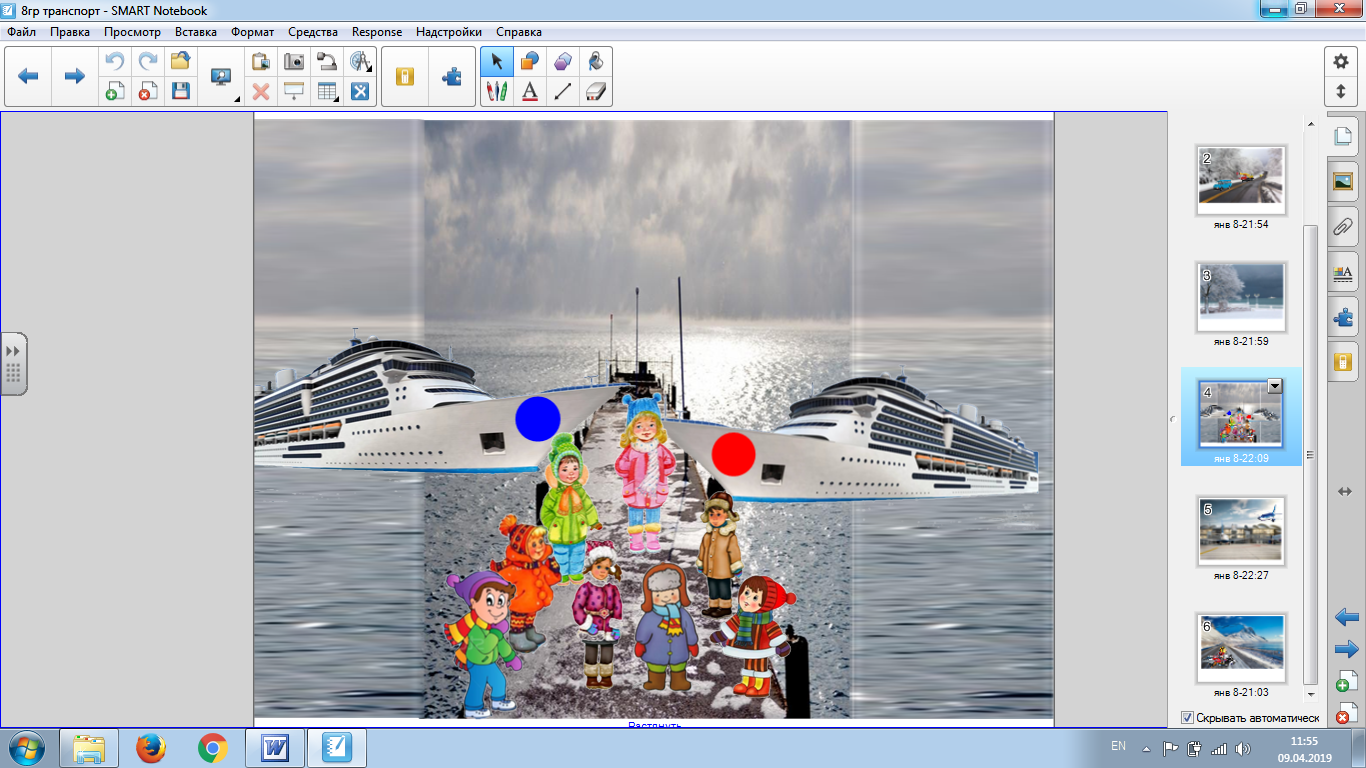 8гр транспорт - SMART Notebook
Файл Правка Просмотр Вставка Формат Средства Response Надстройки Справка
2
янв 8-21:54
3
янв 8-21:59
4
янв 8-22:09
5
янв 8-22:27
6
янв 8-21:03
Растянуть
Скрывать автоматическ
EN
11:55
09.04.2019